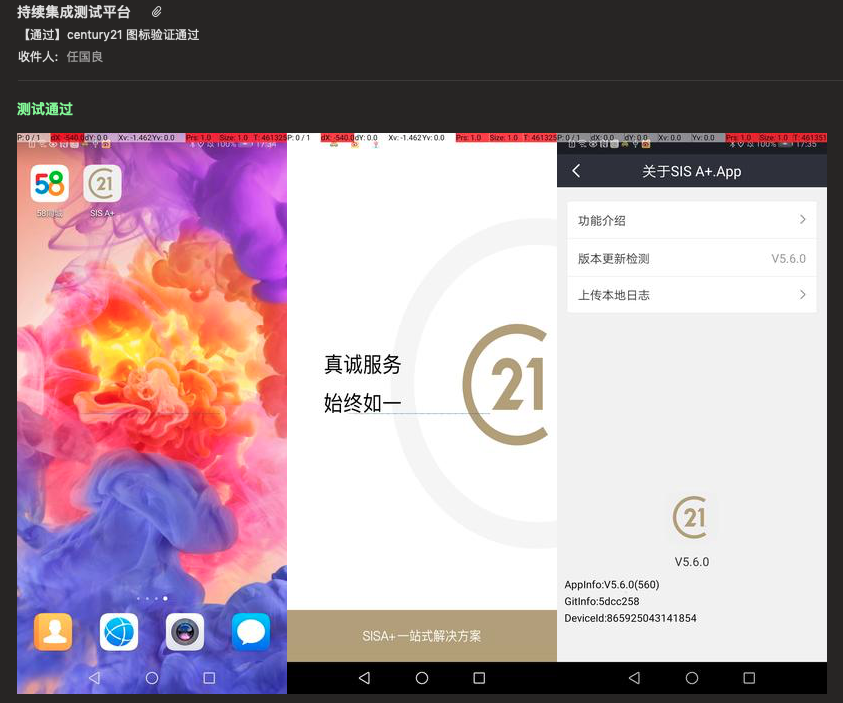 持续集成测试平台
【通过】century21 图标验证通过
收件人: 任国良
测试通过
P: 0 / 1 dX: -540.0 dY: 0.0 Xv: -1.462 Yv: 0.0 Prs: 1.0 Size: 1.0 T: 461325
100% 17:34
58
21
58同城
SIS A+
P: 0 / 1 dX: -540.0 dY: 0.0 Xv: -1.462 Yv: 0.0 Prs: 1.0 Size: 1.0 T: 461325
真诚服务
始终如一
21
SISA+一站式解决方案
P: 0 / 1 dX: 0.0 dY: 0.0 Xv: 0.0 Yv: 0.0 Prs: 1.0 Size: 1.0 T: 461351
100% 17:35
关于SIS A+.App
功能介绍
版本更新检测 V5.6.0
上传本地日志
21
V5.6.0
AppInfo:V5.6.0(560)
GitInfo:5dcc258
DeviceId:865925043141854